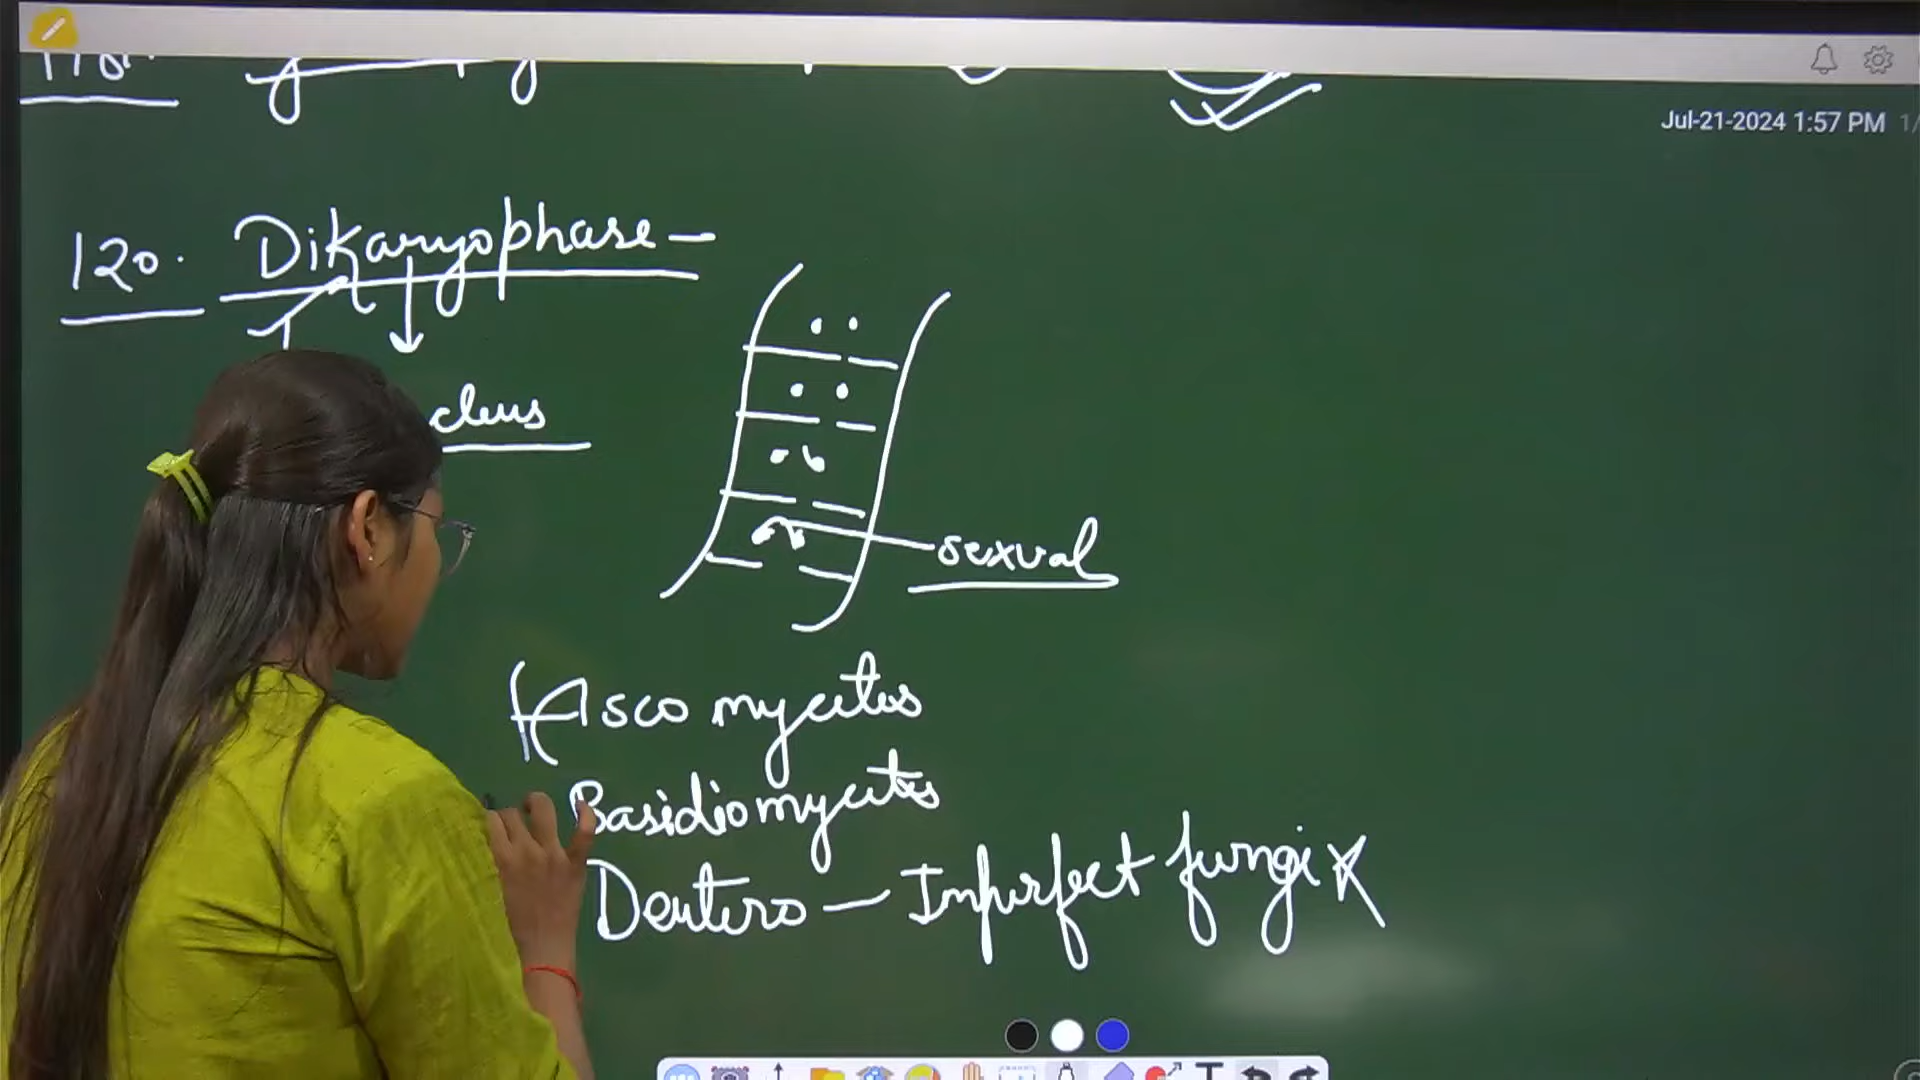 Jul-21-2024 1:57 PM
120. Dikaryophase –
cleus
sexual
Ascomycetes
Basidiomycetes
Deutero – Imperfect fungi